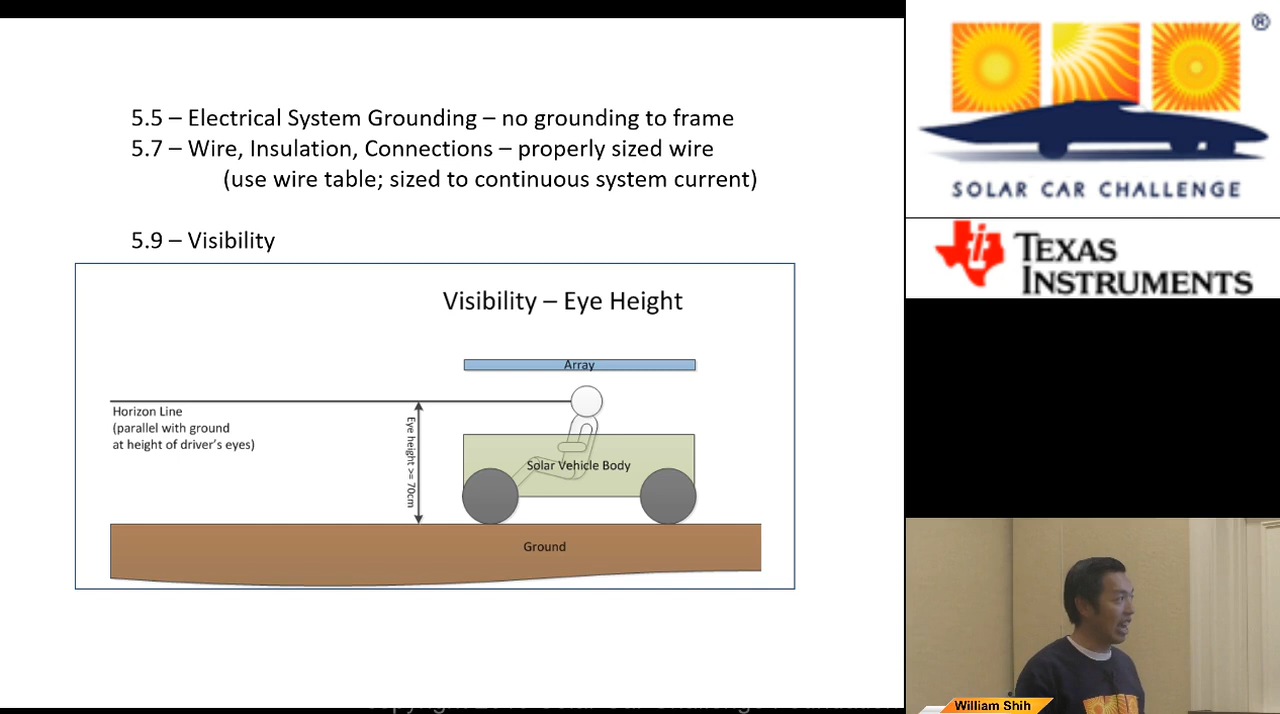 5.5 – Electrical System Grounding – no grounding to frame
5.7 – Wire, Insulation, Connections – properly sized wire
(use wire table; sized to continuous system current)
5.9 – Visibility
Visibility – Eye Height
Array
Horizon Line
(parallel with ground
at height of driver's eyes)
Eye height >= 70cm
Solar Vehicle Body
Ground
®
SOLAR CAR CHALLENGE
TEXAS
INSTRUMENTS
William Shih